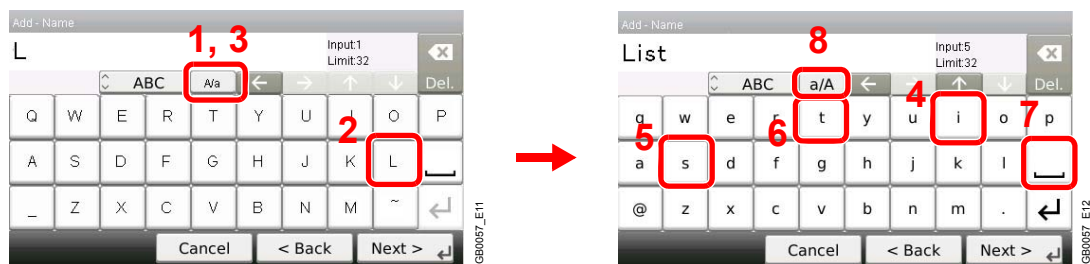 Add - Name
L
1, 3
Input:1
Limit:32
ABC
A/a
← → ↑ ↓
Del.
Q W E R T Y U I O P
2
A S D F G H J K L
_ Z X C V B N M ~
Cancel
< Back
Next >
GB0057_E11
Add - Name
List
8
Input:5
Limit:32
ABC
a/A
← → ↑ ↓
Del.
4
q w e r t y u i o p
5
6
7
a s d f g h j k l
@ z x c v b n m .
Cancel
< Back
Next >
GB0057_E12